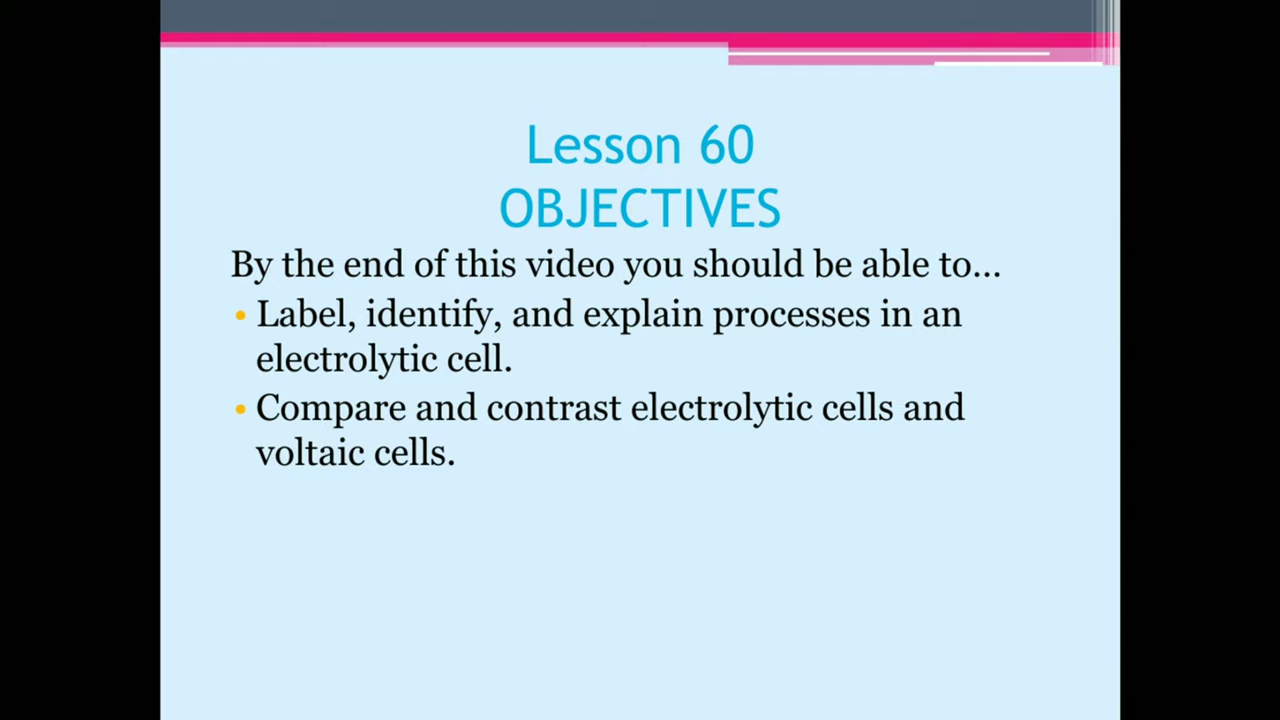 Lesson 60
OBJECTIVES
By the end of this video you should be able to…
• Label, identify, and explain processes in an
electrolytic cell.
• Compare and contrast electrolytic cells and
voltaic cells.